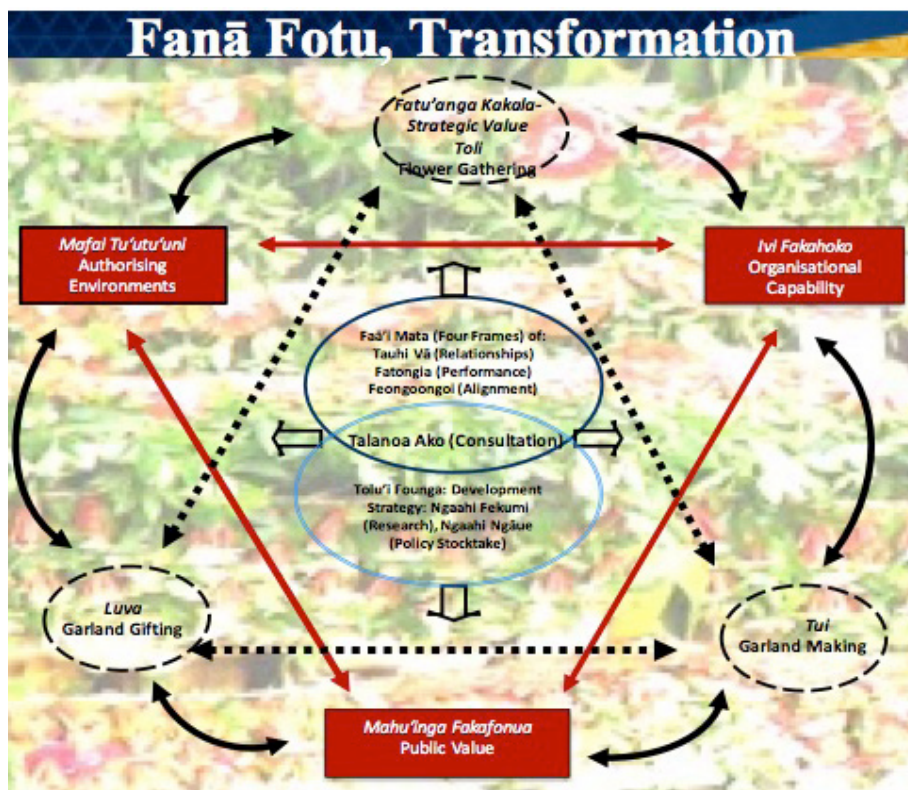 Fanā Fotu, Transformation
Fatu'anga Kakala-
Strategic Value
Toli
Flower Gathering
Mafai Tu'utu'uni
Authorising
Environments
Ivi Fakahoko
Organisational
Capability
Faā'i Mata (Four Frames) of:
Tauhi Vā (Relationships)
Fatongia (Performance)
Feongoongoi (Alignment)
Talanoa Ako (Consultation)
Tolu'i Founga: Development
Strategy: Ngaahi Fekumi
(Research), Ngaahi Ngāue
(Policy Stocktake)
Luva
Garland Gifting
Tui
Garland Making
Mahu'inga Fakafonua
Public Value